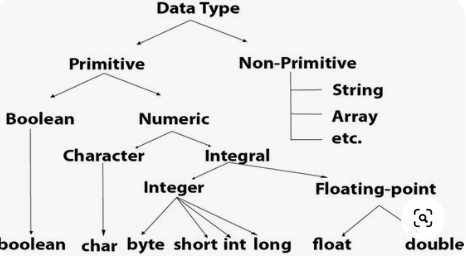 Data Type
Primitive
Non-Primitive
String
Array
etc.
Boolean
Numeric
Character
Integral
Integer
Floating-point
boolean
char
byte
short
int
long
float
double